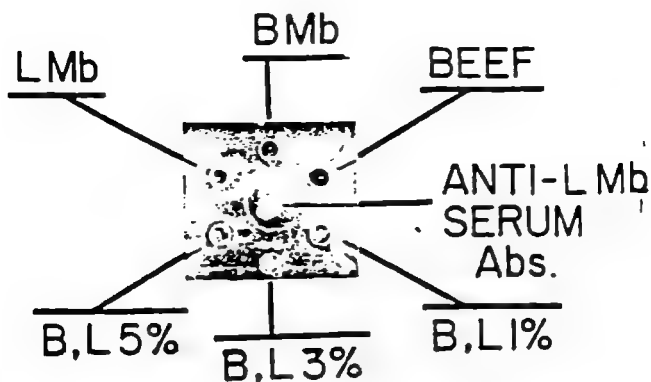 BMb
LMb
BEEF
ANTI-LMb
SERUM
Abs.
B,L5%
B,L3%
B,L1%